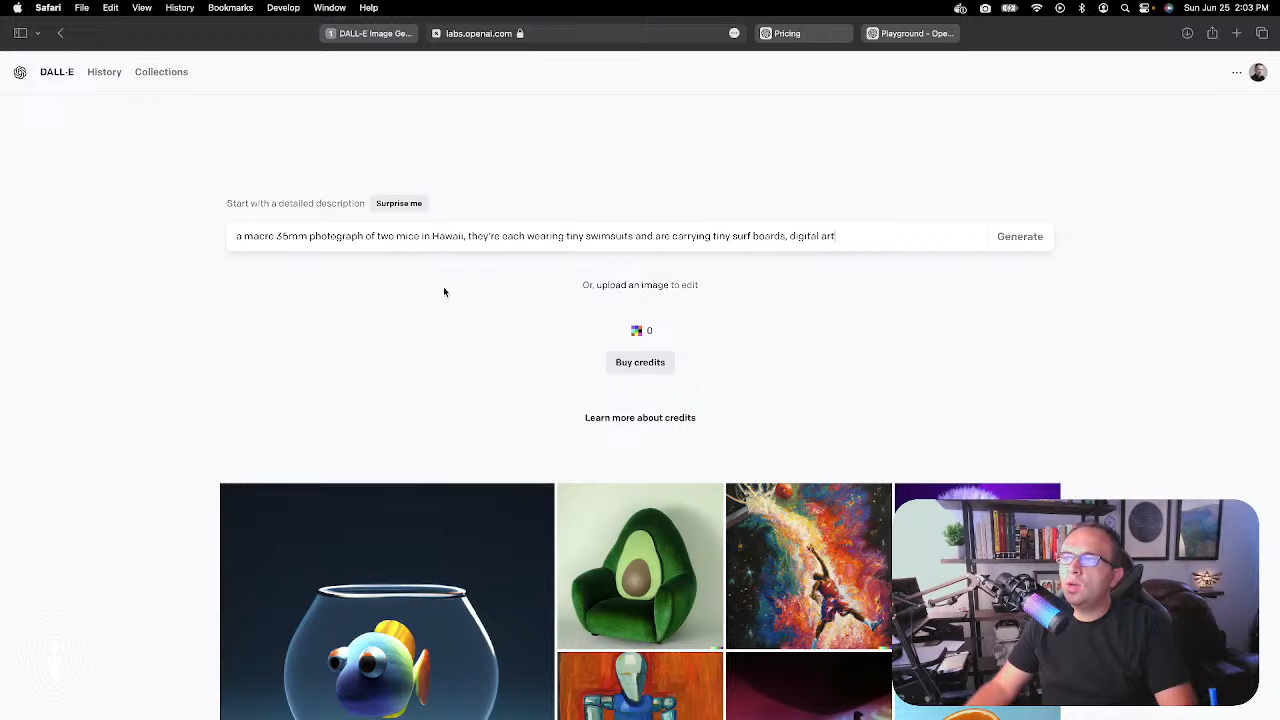 Safari File Edit View History Bookmarks Develop Window Help Sun Jun 25 2:03 PM
1 DALL-E Image Ge... labs.openai.com Pricing Playground - Ope...
DALL·E History Collections
Start with a detailed description Surprise me
a macro 35mm photograph of two mice in Hawaii, they're each wearing tiny swimsuits and are carrying tiny surf boards, digital art Generate
Or, upload an image to edit
0
Buy credits
Learn more about credits